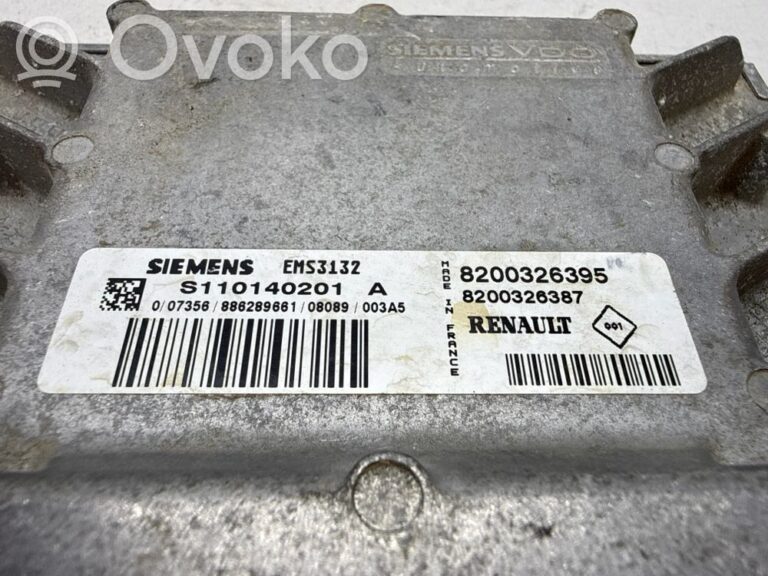 Ovoko
SIEMENS VDO
SIEMENS EMS3132
S110140201 A
0/07356/886289661/08089/003A5
MADE IN FRANCE
8200326395
8200326387
RENAULT 001